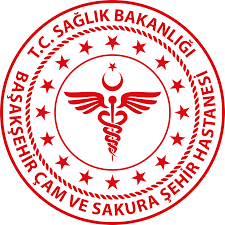 T.C. SAĞLIK BAKANLIĞI
BAŞAKŞEHİR ÇAM VE SAKURA ŞEHİR HASTANESİ